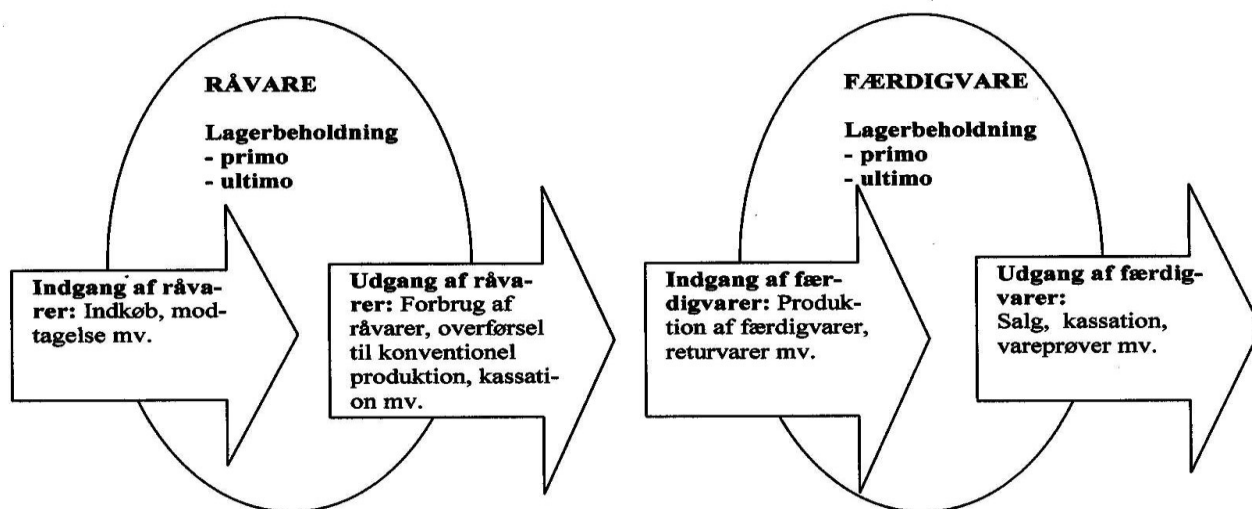 RÅVARE
Lagerbeholdning
- primo
- ultimo
Indgang af råva-
rer: Indkøb, mod-
tagelse mv.
Udgang af råva-
rer: Forbrug af
råvarer, overførsel
til konventionel
produktion, kassati-
on mv.
FÆRDIGVARE
Lagerbeholdning
- primo
- ultimo
Indgang af fær-
digvarer: Produk-
tion af færdigvarer,
returvarer mv.
Udgang af færdig-
varer:
Salg, kassation,
vareprøver mv.